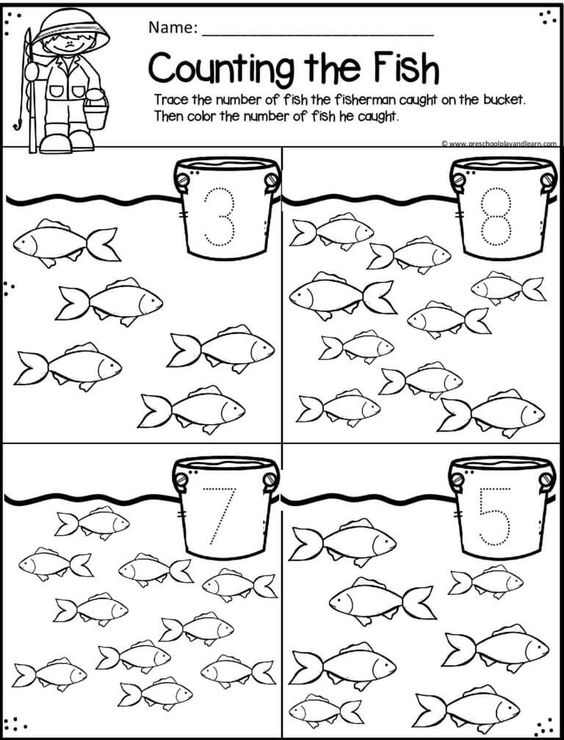 Name: ___________________________
Counting the Fish
Trace the number of fish the fisherman caught on the bucket.
Then color the number of fish he caught.
© www.preschoolplayandlearn.com
3
8
7
5